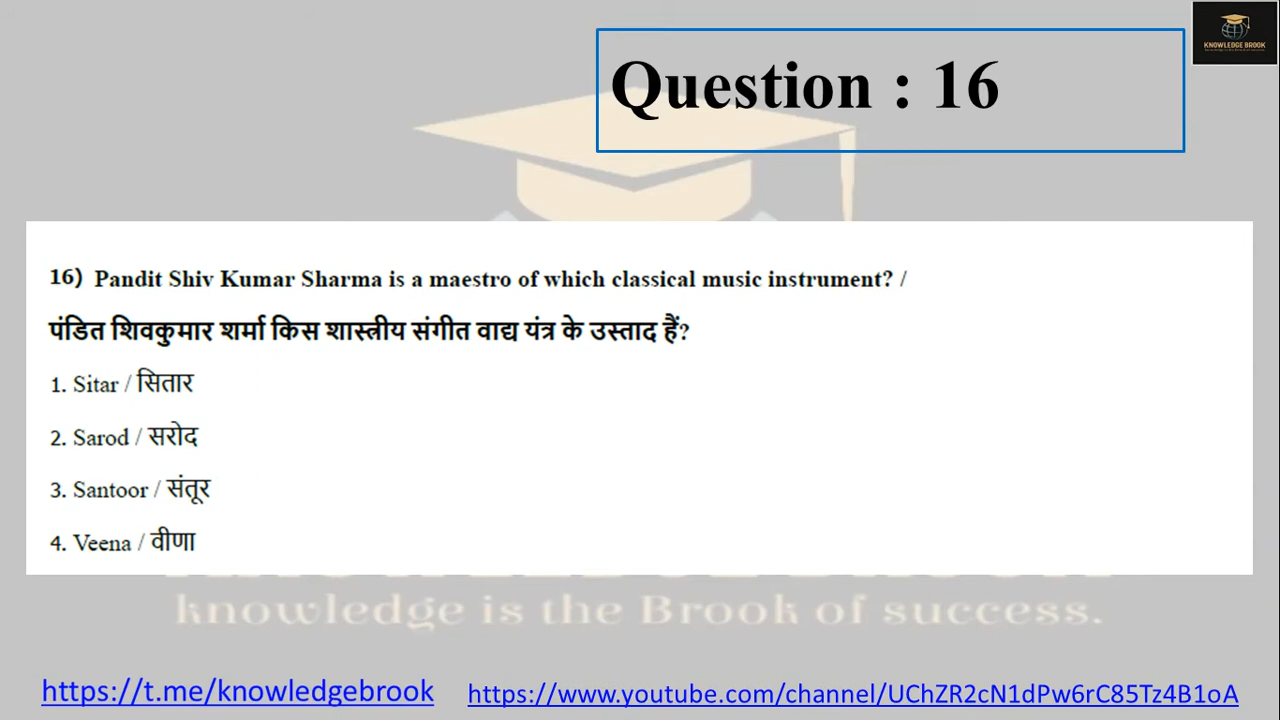 KNOWLEDGE BROOK
Question : 16
16) Pandit Shiv Kumar Sharma is a maestro of which classical music instrument? /
पंडित शिवकुमार शर्मा किस शास्त्रीय संगीत वाद्य यंत्र के उस्ताद हैं?
1. Sitar / सितार
2. Sarod / सरोद
3. Santoor / संतूर
4. Veena / वीणा
knowledge is the Brook of success.
https://t.me/knowledgebrook https://www.youtube.com/channel/UChZR2cN1dPw6rC85Tz4B1oA